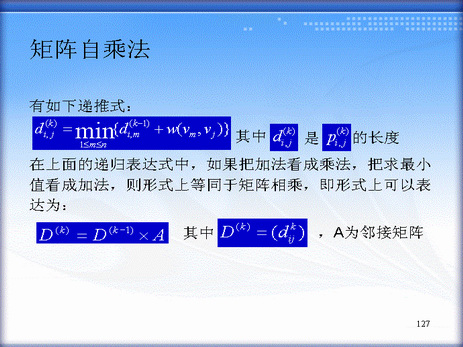 矩阵自乘法
有如下递推式：
d_{i,j}^{(k)} = min_{1≤m≤n}{d_{i,m}^{(k-1)} + w(v_m, v_j)} 其中 d_{i,j}^{(k)} 是 p_{i,j}^{(k)} 的长度
在上面的递归表达式中，如果把加法看成乘法，把求最小
值看成加法，则形式上等同于矩阵相乘，即形式上可以表
达为：
D^{(k)} = D^{(k-1)} × A 其中 D^{(k)} = (d_{ij}^{k}) ，A为邻接矩阵
127